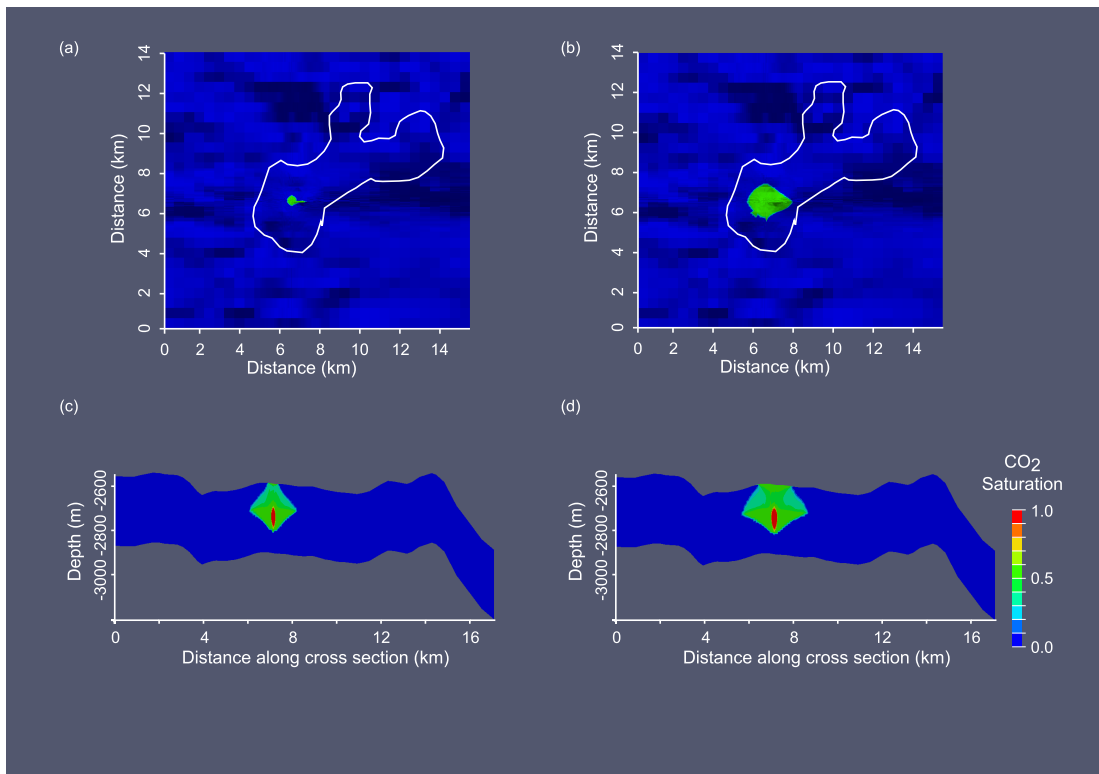 (a)
14
12
10
8
6
4
2
0
Distance (km)
0 2 4 6 8 10 12 14
Distance (km)
(b)
14
12
10
8
6
4
2
0
Distance (km)
0 2 4 6 8 10 12 14
Distance (km)
(c)
-2600
-2800
-3000
Depth (m)
0 4 8 12 16
Distance along cross section (km)
(d)
-2600
-2800
-3000
Depth (m)
0 4 8 12 16
Distance along cross section (km)
CO2
Saturation
1.0
0.5
0.0